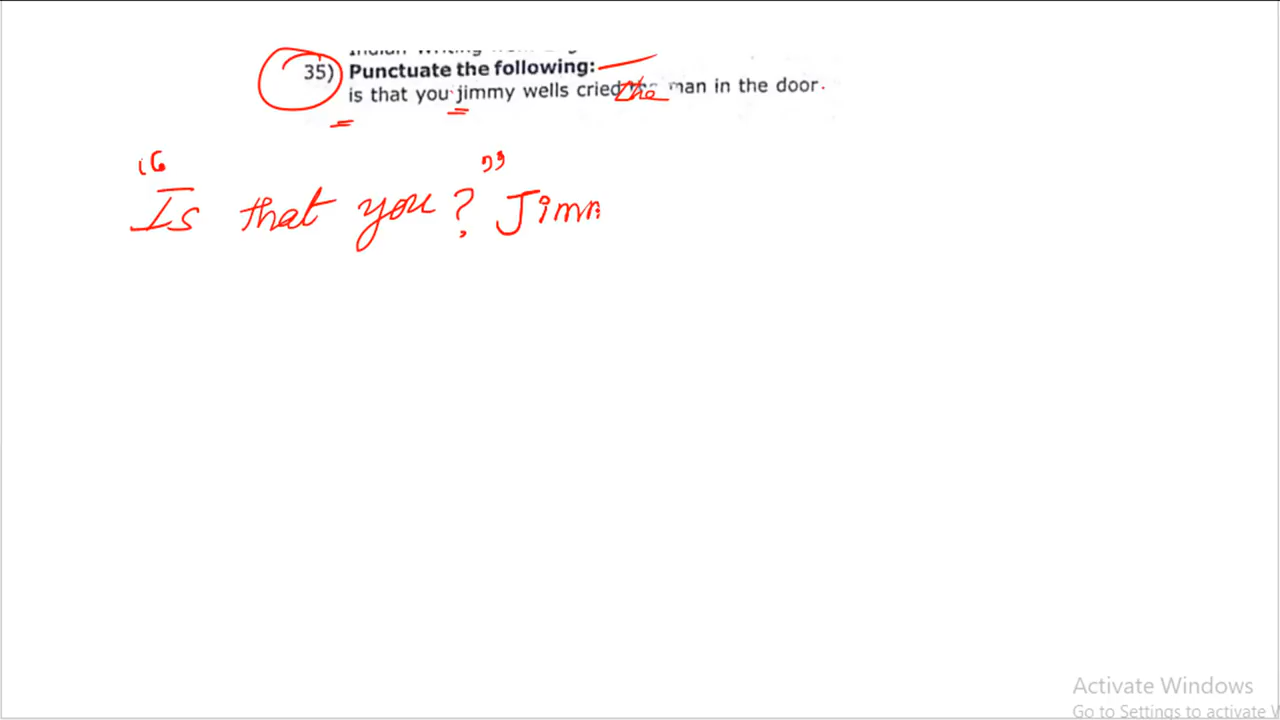 35) Punctuate the following:
is that you jimmy wells cried the man in the door.
“ ”
Is that you? Jimm
Activate Windows
Go to Settings to activate W